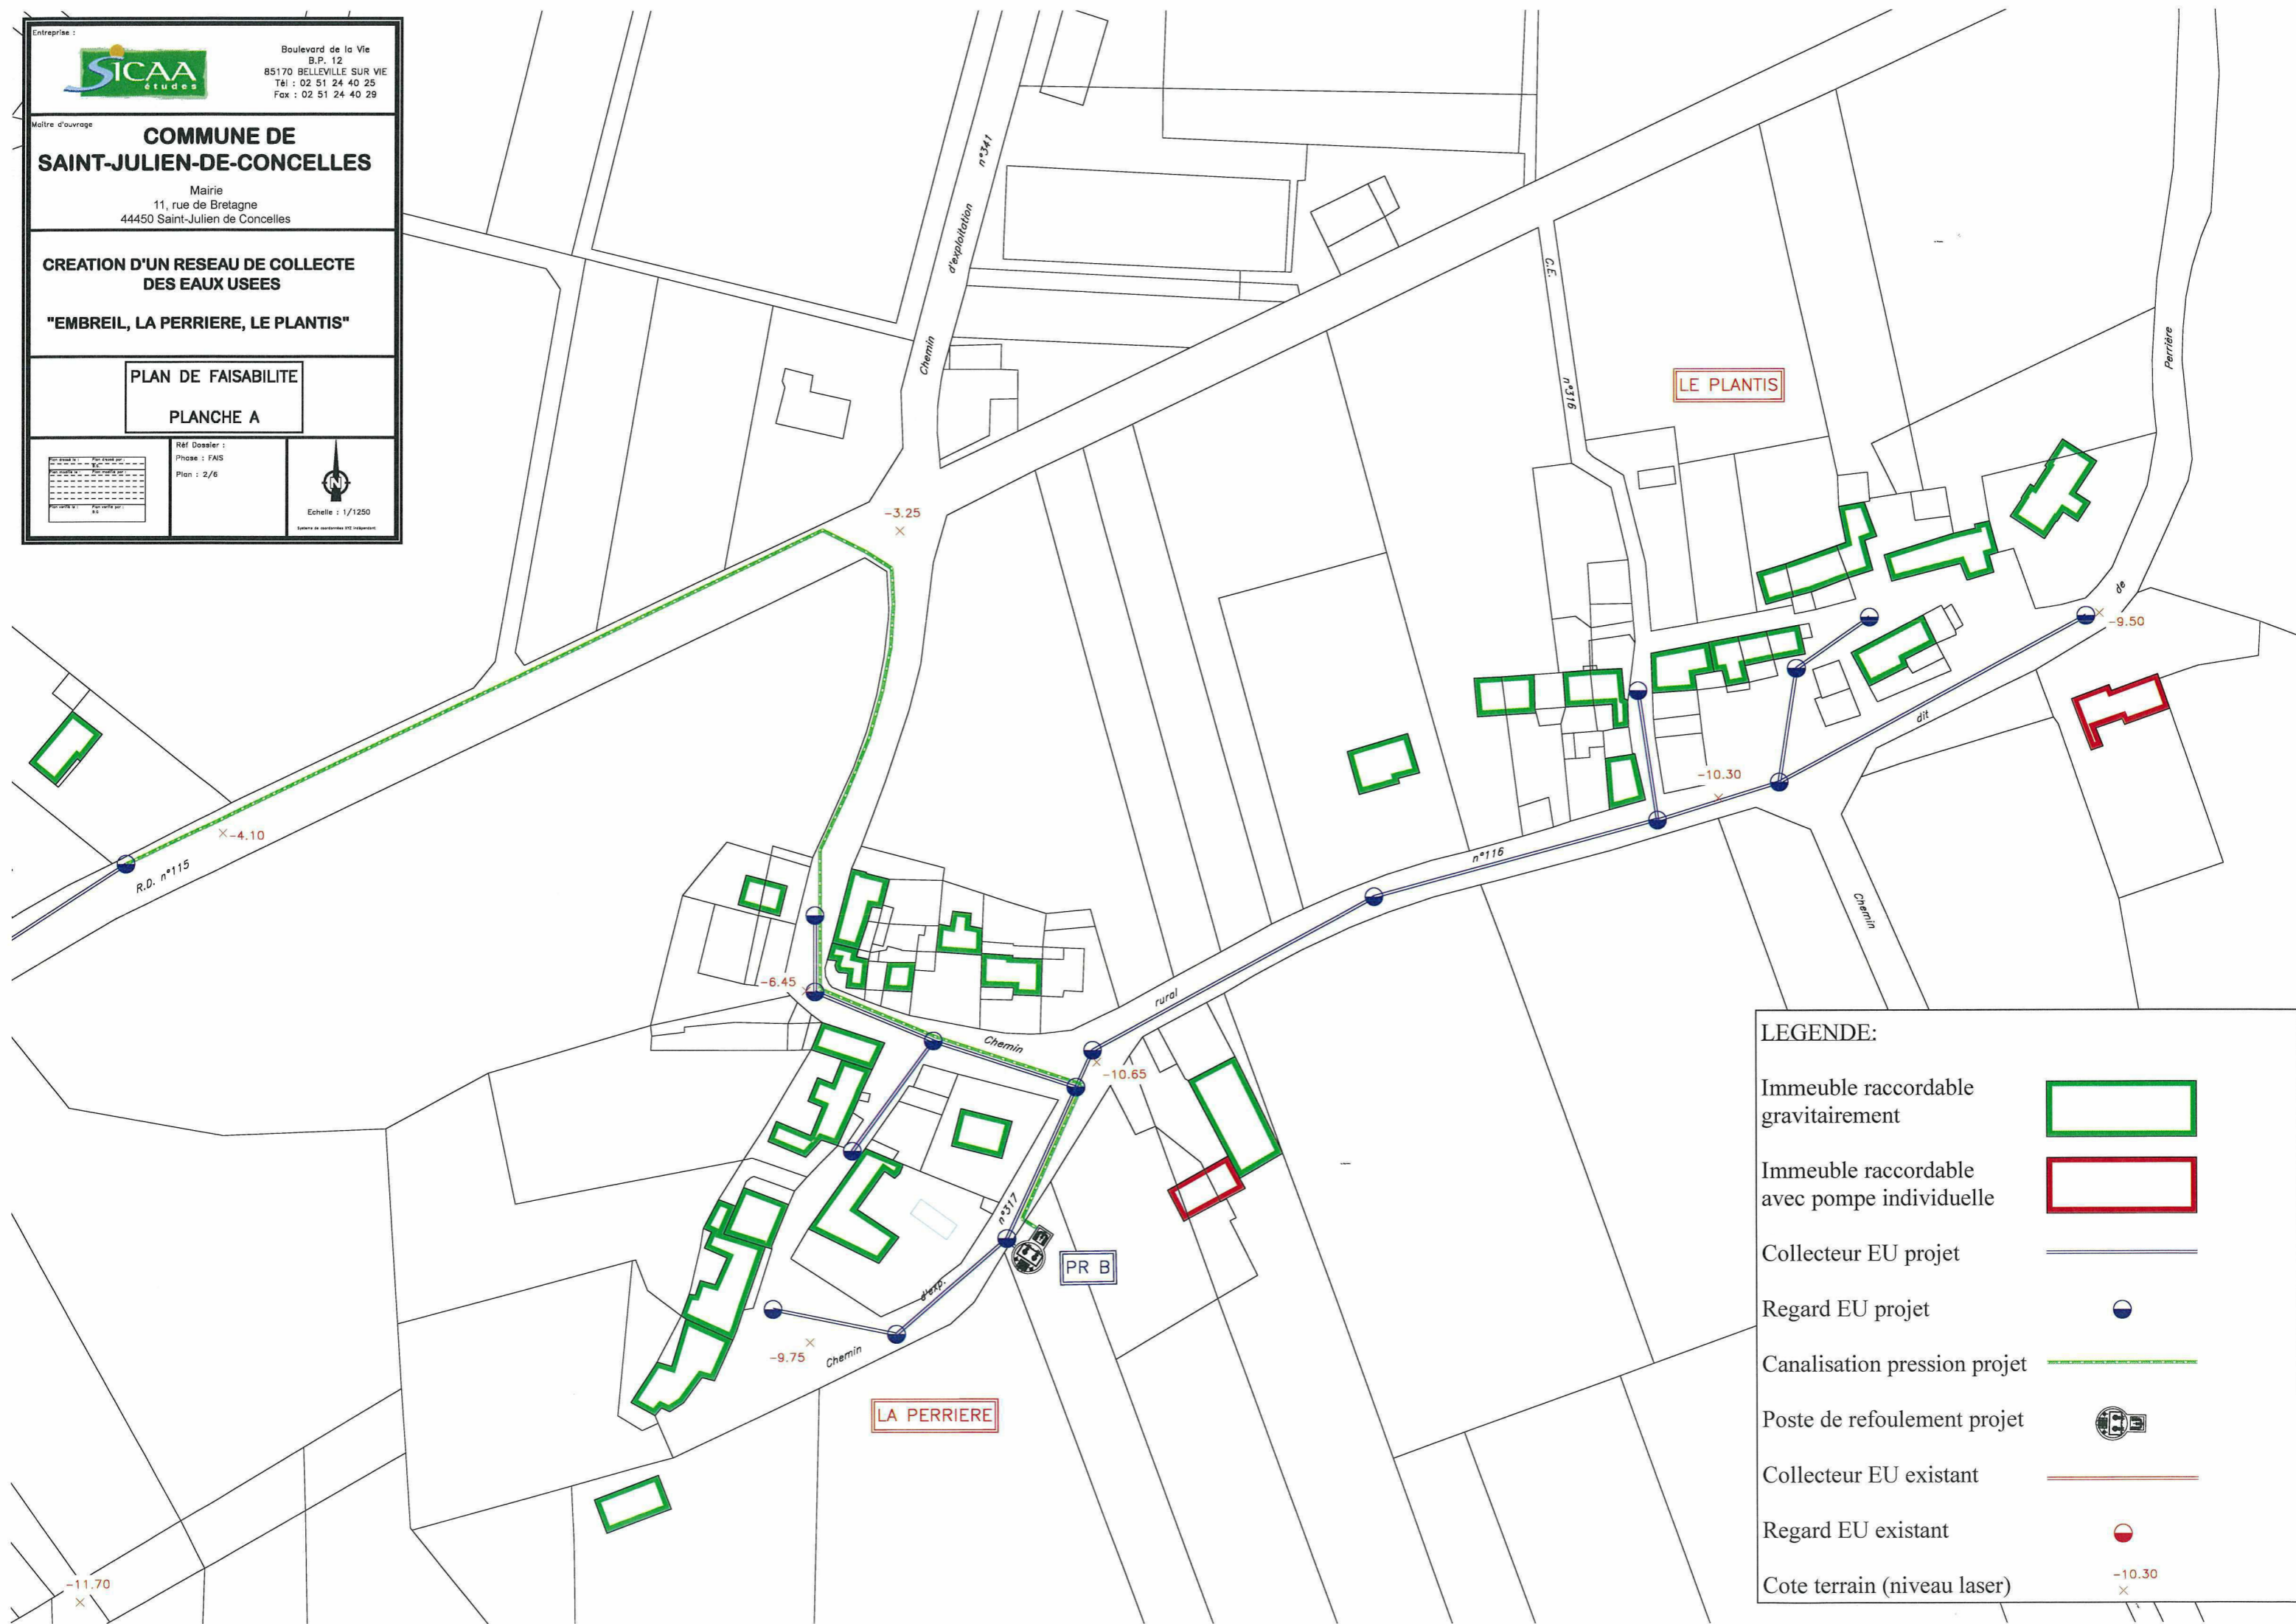 Entreprise :
SICAA
études
Boulevard de la Vie
B.P. 12
85170 BELLEVILLE SUR VIE
Tél : 02 51 24 40 25
Fax : 02 51 24 40 29
Maître d'ouvrage
COMMUNE DE
SAINT-JULIEN-DE-CONCELLES
Mairie
11, rue de Bretagne
44450 Saint-Julien de Concelles
CREATION D'UN RESEAU DE COLLECTE
DES EAUX USEES
"EMBREIL, LA PERRIERE, LE PLANTIS"
PLAN DE FAISABILITE
PLANCHE A
Réf Dossier :
Phase : FAIS
Plan : 2/6
N
Echelle : 1/1250
Chemin
d'exploitation
n°341
C.E.
n°316
LE PLANTIS
Perrière
de
dit
-3.25
-9.50
-10.30
-4.10
R.D. n°115
n°116
Chemin
-6.45
rural
Chemin
-10.65
n°317
PR B
d'exp.
-9.75
Chemin
LA PERRIERE
-11.70
LEGENDE:
Immeuble raccordable
gravitairement
Immeuble raccordable
avec pompe individuelle
Collecteur EU projet
Regard EU projet
Canalisation pression projet
Poste de refoulement projet
Collecteur EU existant
Regard EU existant
Cote terrain (niveau laser)
-10.30